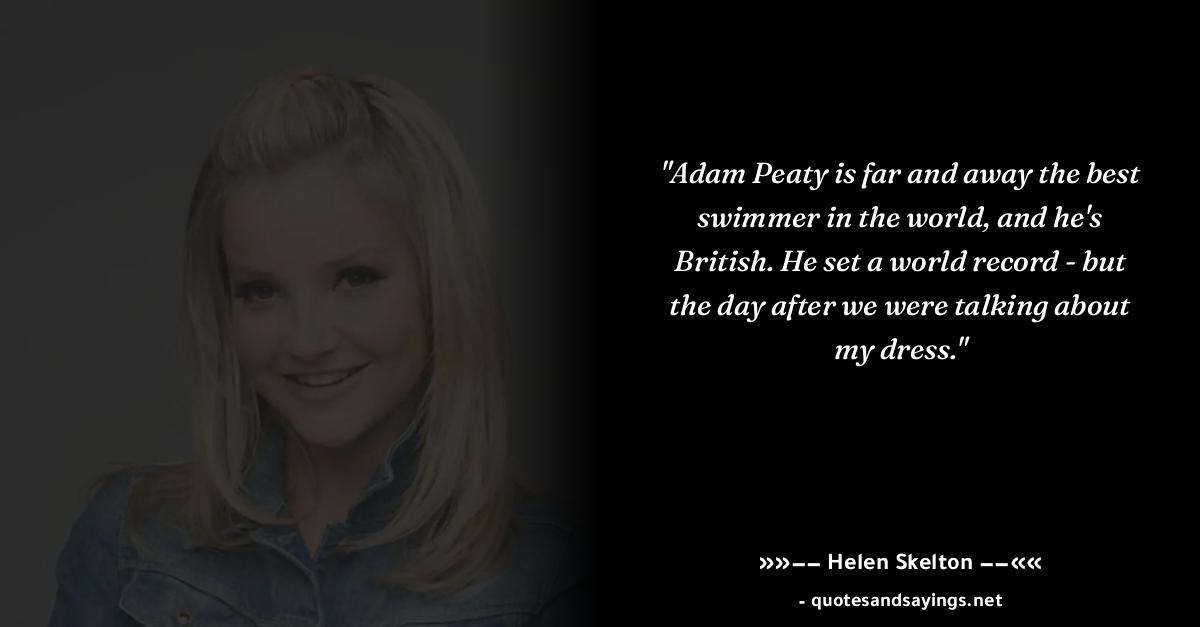 "Adam Peaty is far and away the best
swimmer in the world, and he's
British. He set a world record - but
the day after we were talking about
my dress."
»»–– Helen Skelton ––««
- quotesandsayings.net